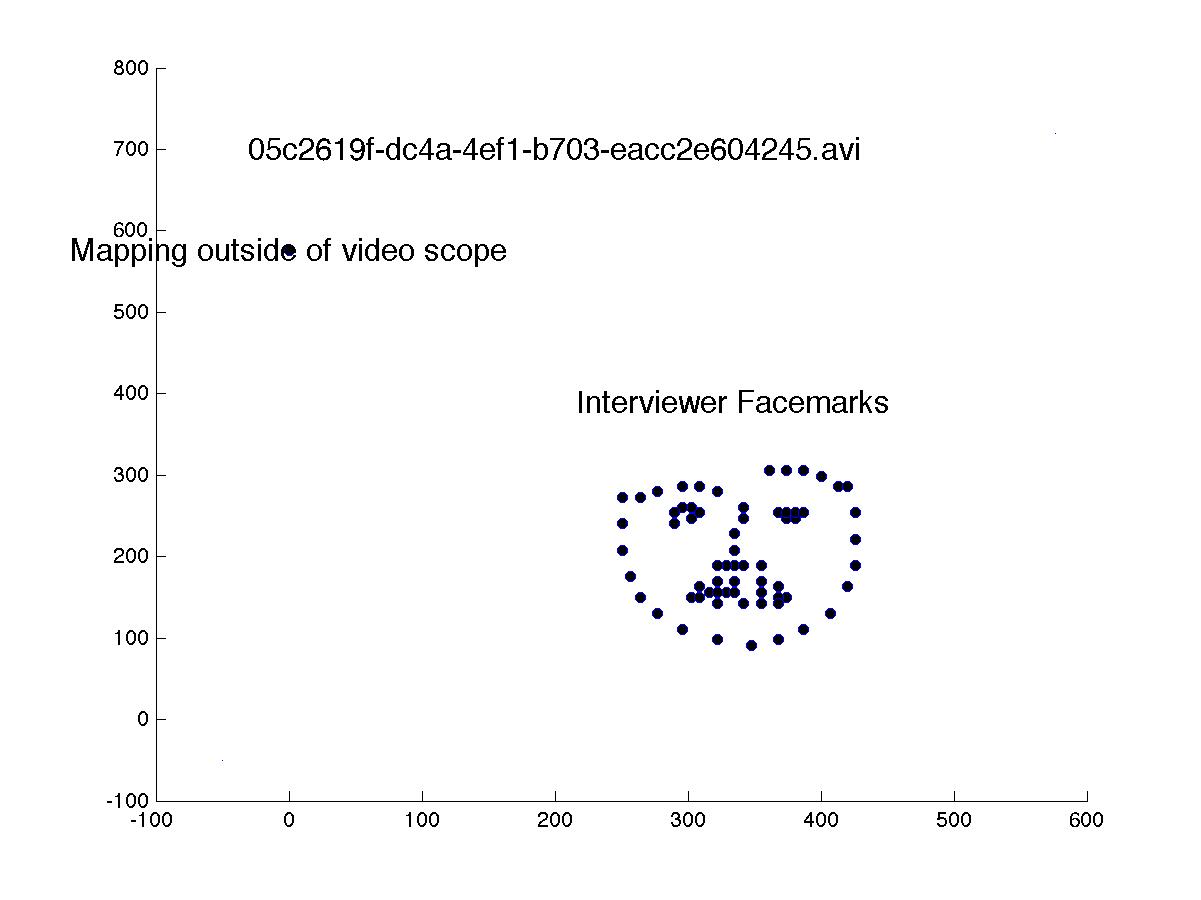 800
700
05c2619f-dc4a-4ef1-b703-eacc2e604245.avi
600
Mapping outside of video scope
500
400
Interviewer Facemarks
300
200
100
0
-100
-100 0 100 200 300 400 500 600